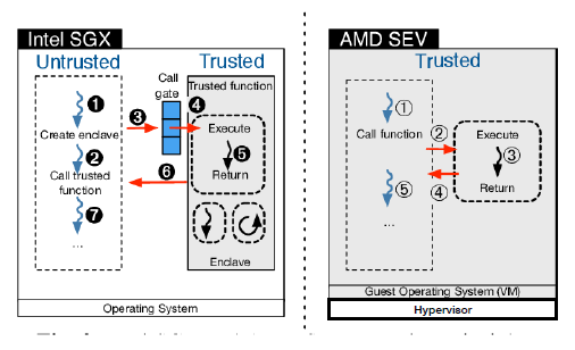 Intel SGX
Untrusted
Trusted
Call
gate
Trusted function
❶
❸
❹
Create enclave
Execute
❷
❺
Call trusted
function
❻
Return
❼
...
Enclave
Operating System
AMD SEV
Trusted
①
Call function
②
Execute
③
⑤
④
Return
...
Guest Operating System (VM)
Hypervisor